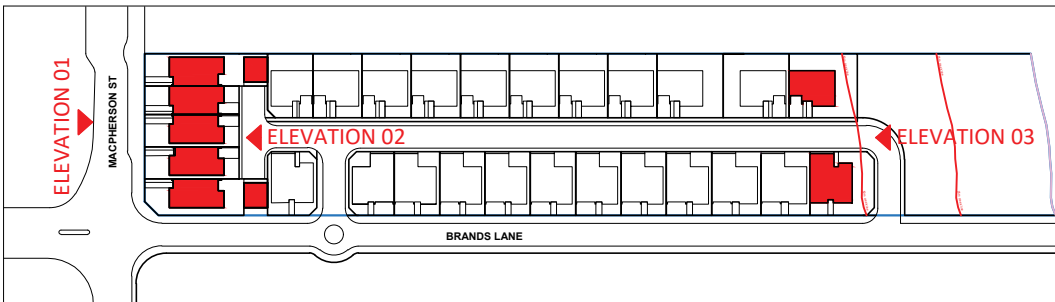 ELEVATION 01
MACPHERSON ST
ELEVATION 02
ELEVATION 03
BRANDS LANE